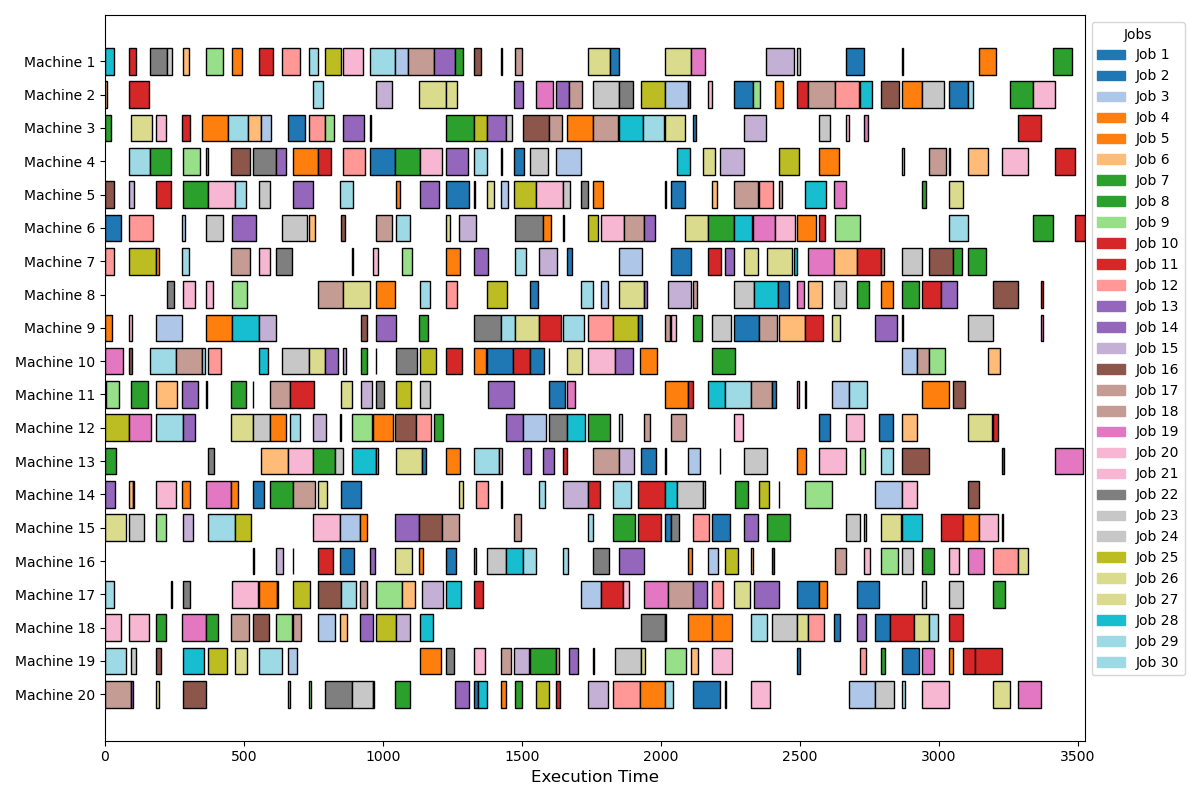 Machine 1
Machine 2
Machine 3
Machine 4
Machine 5
Machine 6
Machine 7
Machine 8
Machine 9
Machine 10
Machine 11
Machine 12
Machine 13
Machine 14
Machine 15
Machine 16
Machine 17
Machine 18
Machine 19
Machine 20
0 500 1000 1500 2000 2500 3000 3500
Execution Time
Jobs
Job 1
Job 2
Job 3
Job 4
Job 5
Job 6
Job 7
Job 8
Job 9
Job 10
Job 11
Job 12
Job 13
Job 14
Job 15
Job 16
Job 17
Job 18
Job 19
Job 20
Job 21
Job 22
Job 23
Job 24
Job 25
Job 26
Job 27
Job 28
Job 29
Job 30